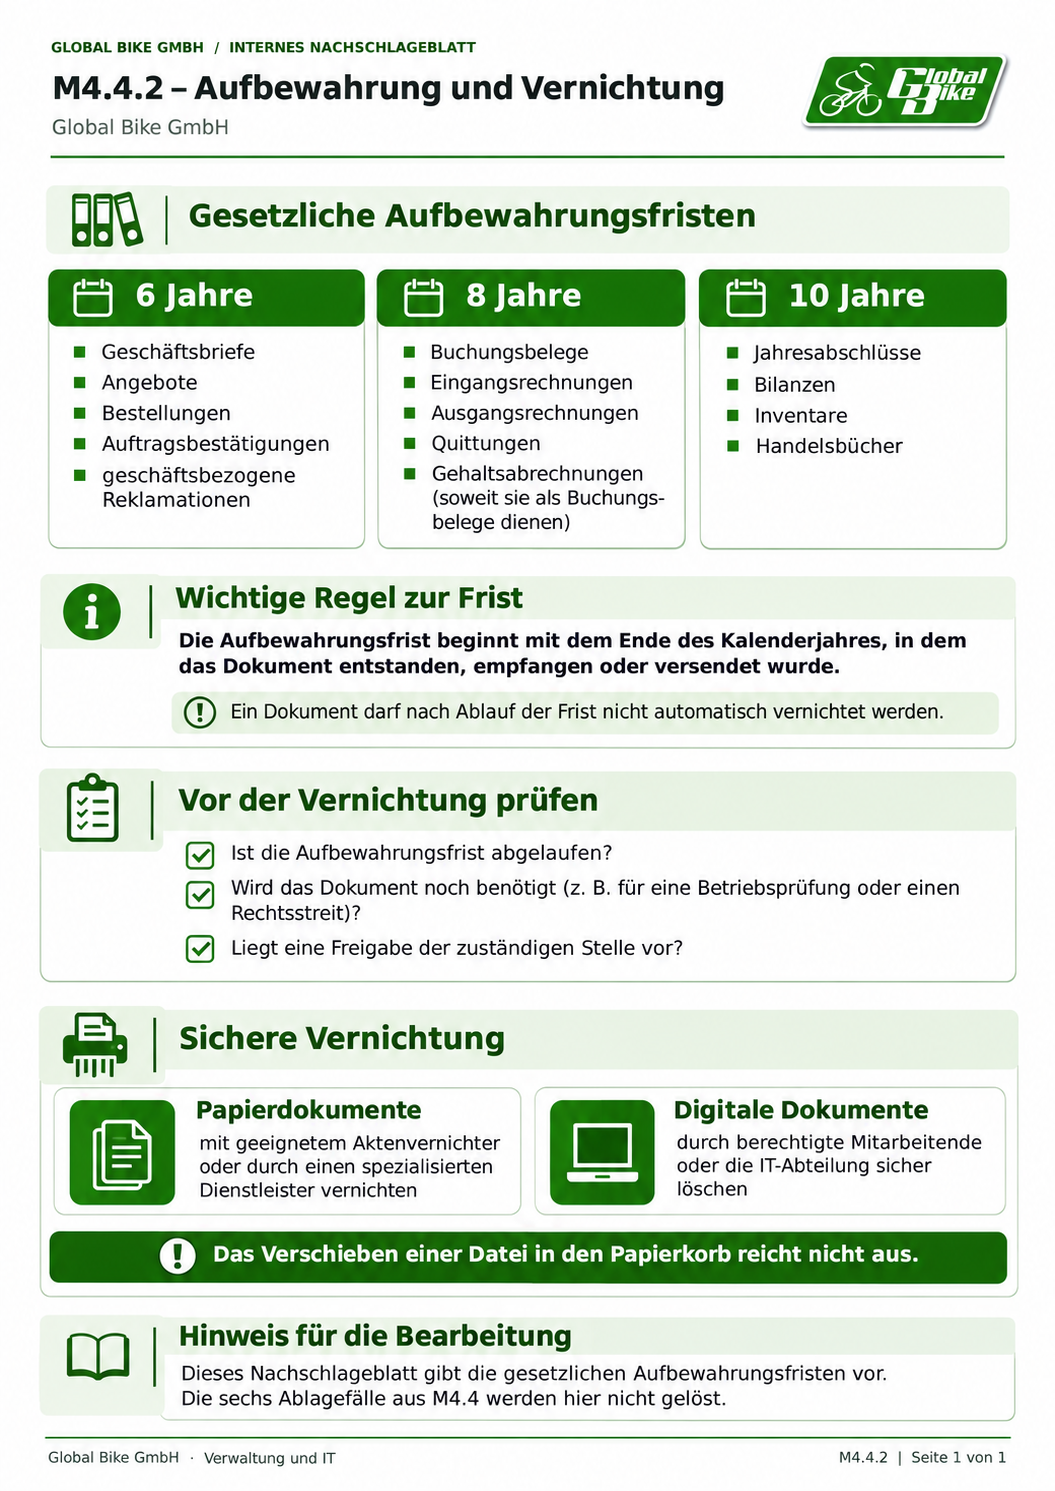 GLOBAL BIKE GMBH / INTERNES NACHSCHLAGEBLATT
M4.4.2 – Aufbewahrung und Vernichtung
Global Bike GmbH
Global
Bike
Gesetzliche Aufbewahrungsfristen
6 Jahre
Geschäftsbriefe
Angebote
Bestellungen
Auftragsbestätigungen
geschäftsbezogene
Reklamationen
8 Jahre
Buchungsbelege
Eingangsrechnungen
Ausgangsrechnungen
Quittungen
Gehaltsabrechnungen
(soweit sie als Buchungs-
belege dienen)
10 Jahre
Jahresabschlüsse
Bilanzen
Inventare
Handelsbücher
Wichtige Regel zur Frist
Die Aufbewahrungsfrist beginnt mit dem Ende des Kalenderjahres, in dem
das Dokument entstanden, empfangen oder versendet wurde.
Ein Dokument darf nach Ablauf der Frist nicht automatisch vernichtet werden.
Vor der Vernichtung prüfen
Ist die Aufbewahrungsfrist abgelaufen?
Wird das Dokument noch benötigt (z. B. für eine Betriebsprüfung oder einen
Rechtsstreit)?
Liegt eine Freigabe der zuständigen Stelle vor?
Sichere Vernichtung
Papierdokumente
mit geeignetem Aktenvernichter
oder durch einen spezialisierten
Dienstleister vernichten
Digitale Dokumente
durch berechtigte Mitarbeitende
oder die IT-Abteilung sicher
löschen
Das Verschieben einer Datei in den Papierkorb reicht nicht aus.
Hinweis für die Bearbeitung
Dieses Nachschlageblatt gibt die gesetzlichen Aufbewahrungsfristen vor.
Die sechs Ablagefälle aus M4.4 werden hier nicht gelöst.
Global Bike GmbH · Verwaltung und IT
M4.4.2 | Seite 1 von 1